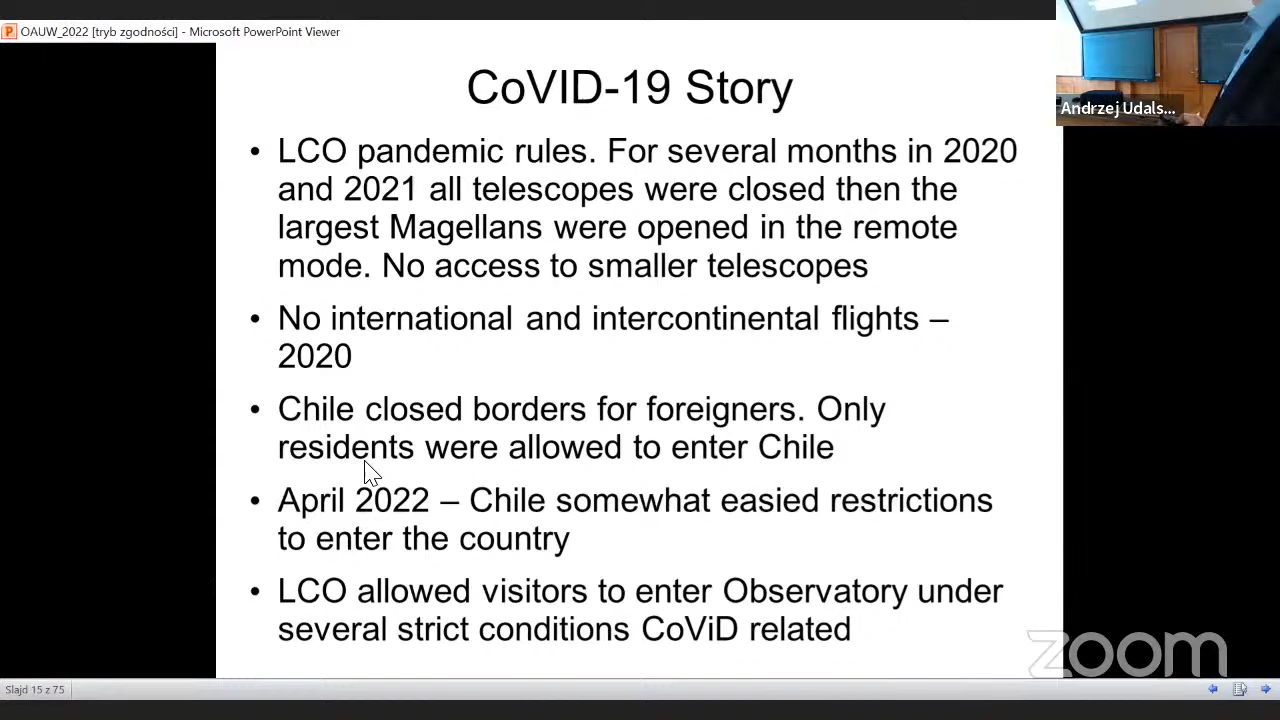 OAUW_2022 [tryb zgodności] - Microsoft PowerPoint Viewer
Andrzej Udals...
CoVID-19 Story
• LCO pandemic rules. For several months in 2020
and 2021 all telescopes were closed then the
largest Magellans were opened in the remote
mode. No access to smaller telescopes
• No international and intercontinental flights –
2020
• Chile closed borders for foreigners. Only
residents were allowed to enter Chile
• April 2022 – Chile somewhat easied restrictions
to enter the country
• LCO allowed visitors to enter Observatory under
several strict conditions CoViD related
zoom
Slajd 15 z 75